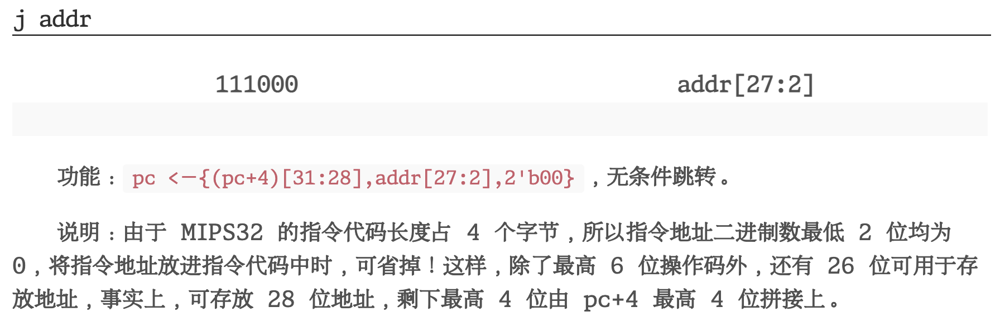 j addr
111000 addr[27:2]
功能：pc <-{(pc+4)[31:28],addr[27:2],2'b00}，无条件跳转。
说明：由于 MIPS32 的指令代码长度占 4 个字节，所以指令地址二进制数最低 2 位均为
0，将指令地址放进指令代码中时，可省掉！这样，除了最高 6 位操作码外，还有 26 位可用于存
放地址，事实上，可存放 28 位地址，剩下最高 4 位由 pc+4 最高 4 位拼接上。